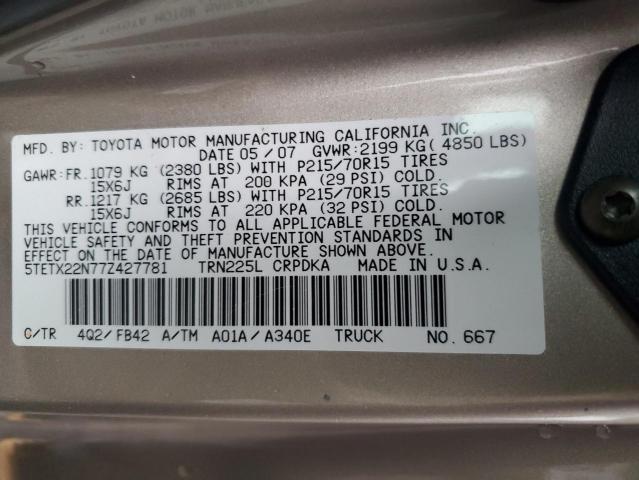 MFD. BY: TOYOTA MOTOR MANUFACTURING CALIFORNIA INC.
DATE 05/07 GVWR:2199 KG( 4850 LBS)
GAWR:FR.1079 KG (2380 LBS) WITH P215/70R15 TIRES
15X6J RIMS AT 200 KPA (29 PSI) COLD.
RR.1217 KG (2685 LBS) WITH P215/70R15 TIRES
15X6J RIMS AT 220 KPA (32 PSI) COLD.
THIS VEHICLE CONFORMS TO ALL APPLICABLE FEDERAL MOTOR
VEHICLE SAFETY AND THEFT PREVENTION STANDARDS IN
EFFECT ON THE DATE OF MANUFACTURE SHOWN ABOVE.
5TETX22N77Z427781 TRN225L CRPDKA MADE IN U.S.A
C/TR 4Q2/FB42 A/TM A01A/A340E TRUCK NO.667